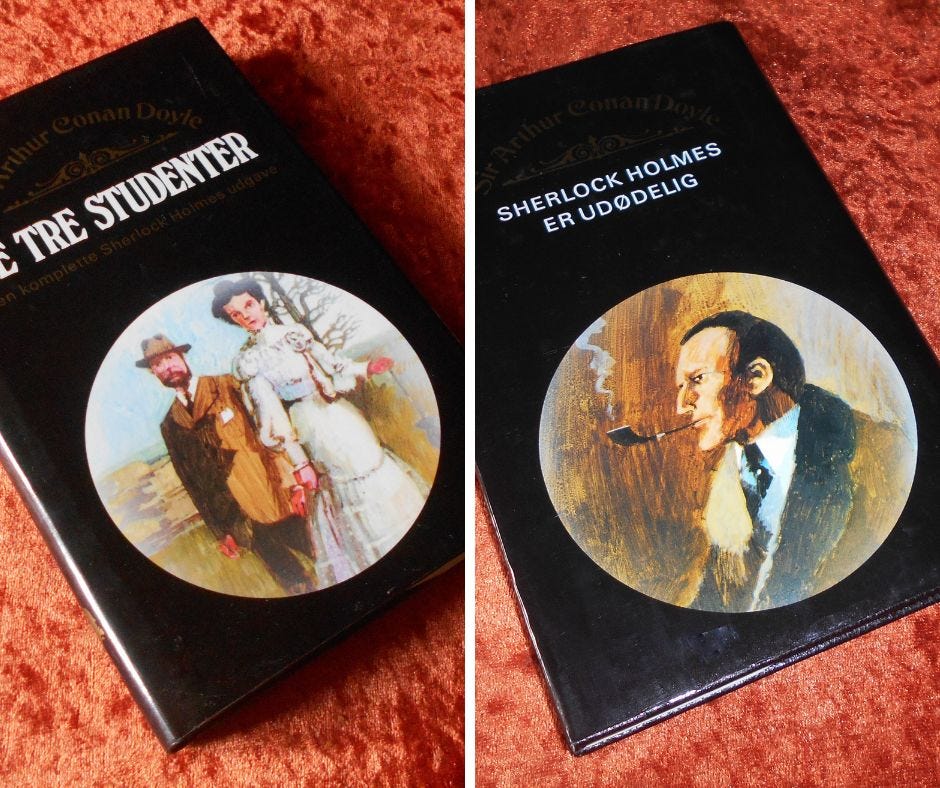 Arthur Conan Doyle
E TRE STUDENTER
en komplette Sherlock Holmes udgave
Sir Arthur Conan Doyle
SHERLOCK HOLMES
ER UDØDELIG